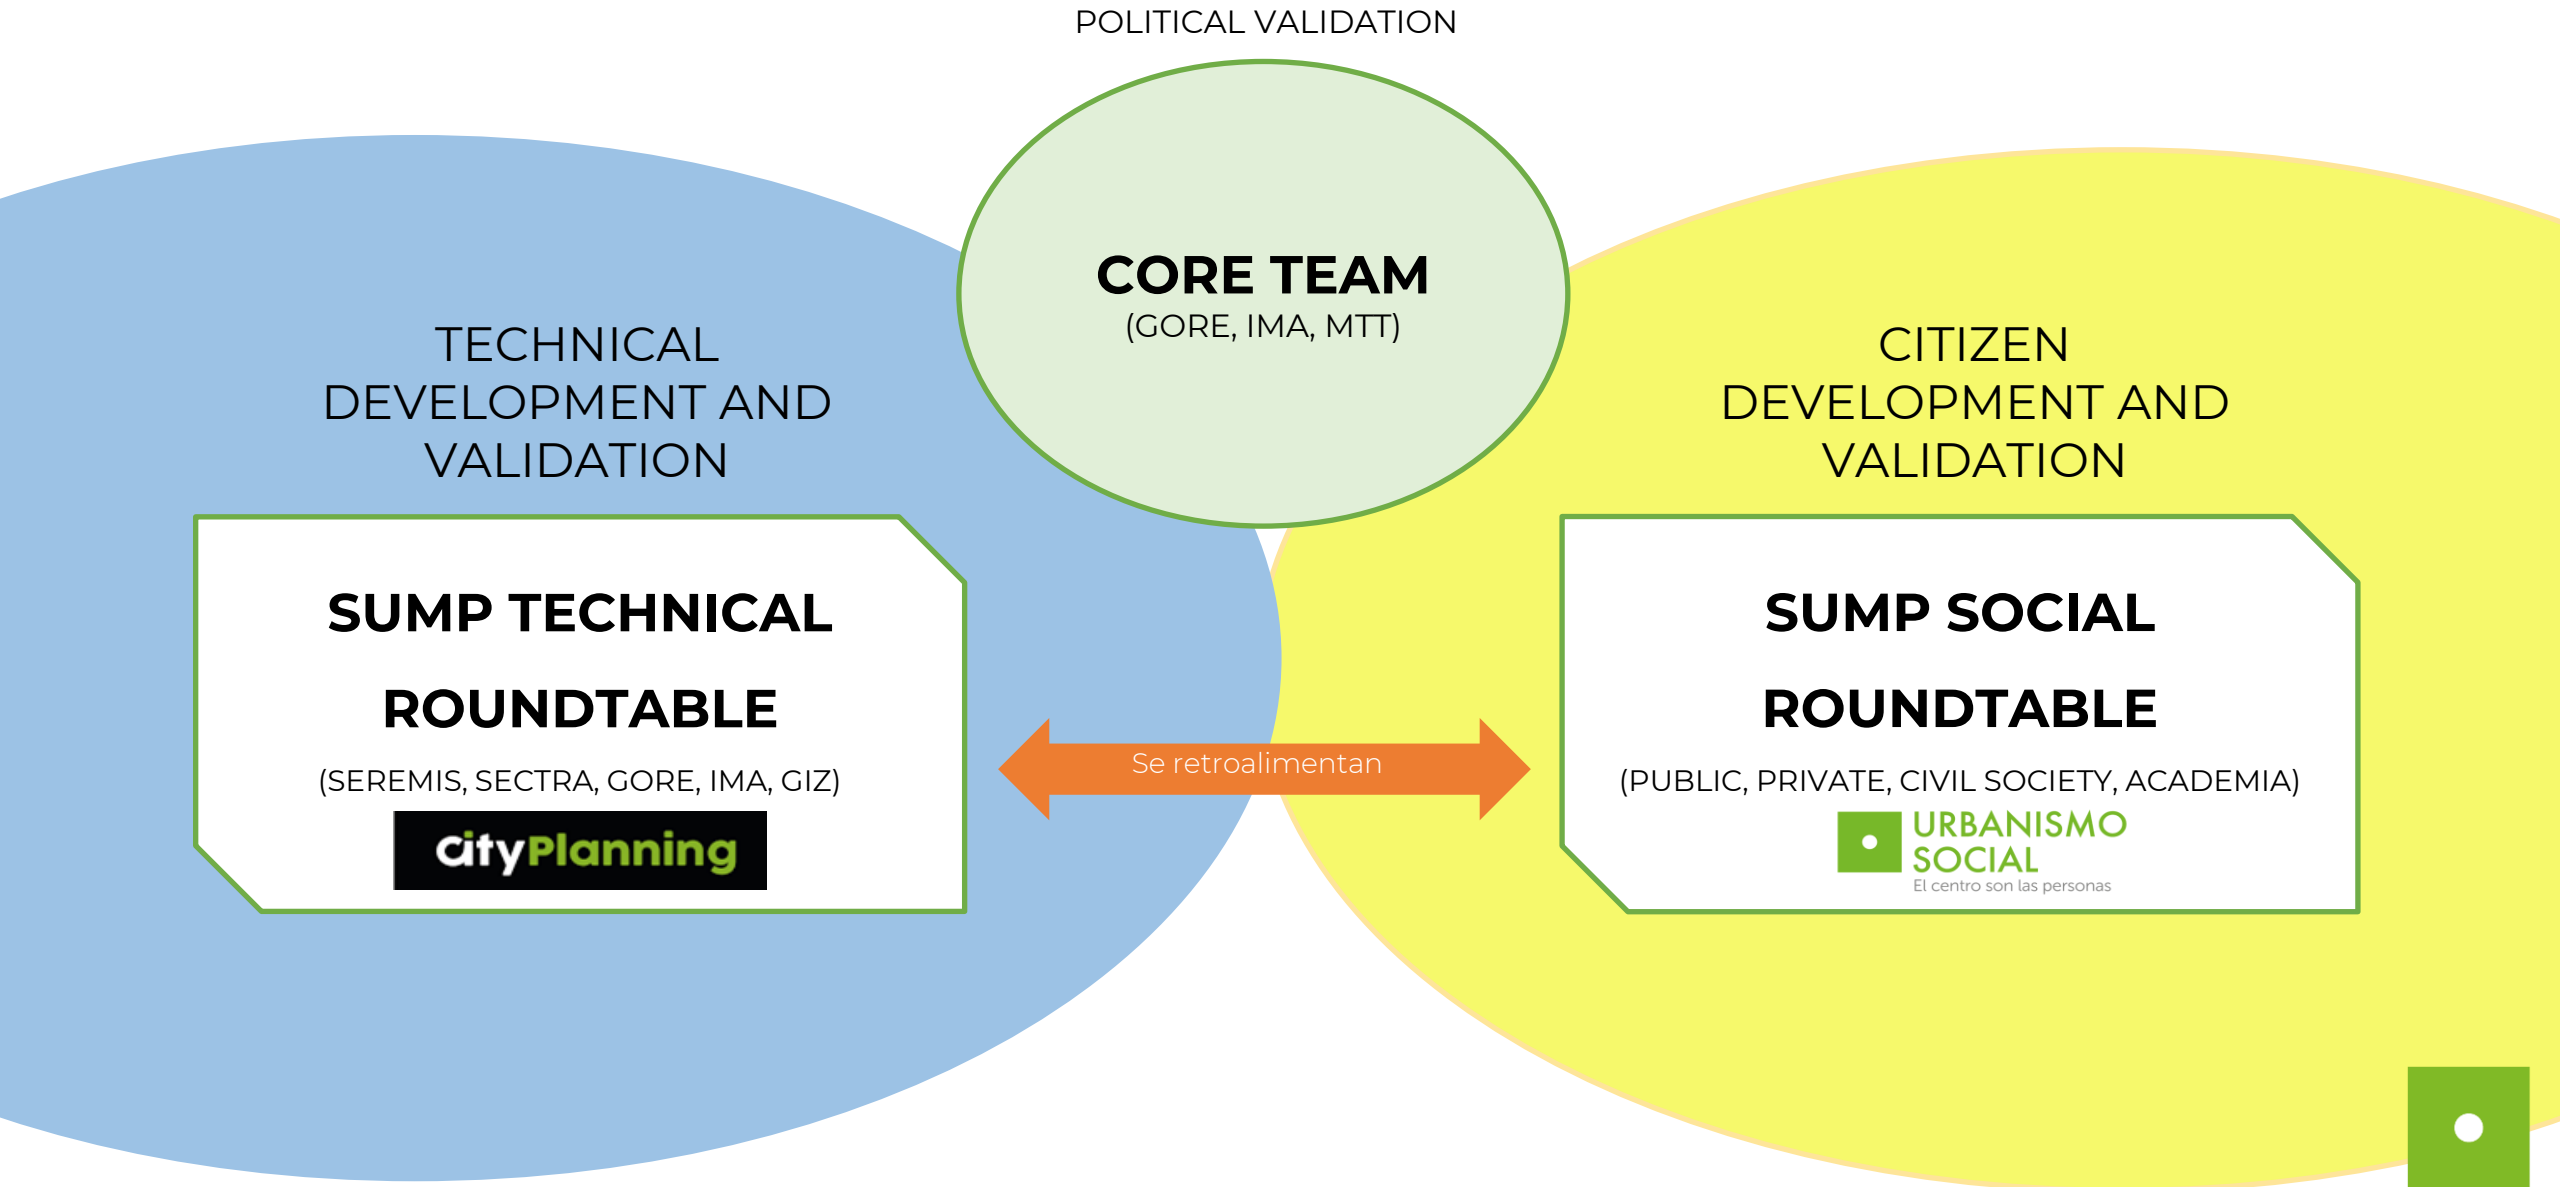 POLITICAL VALIDATION
CORE TEAM
(GORE, IMA, MTT)
TECHNICAL
DEVELOPMENT AND
VALIDATION
SUMP TECHNICAL
ROUNDTABLE
(SEREMIS, SECTRA, GORE, IMA, GIZ)
CityPlanning
Se retroalimentan
CITIZEN
DEVELOPMENT AND
VALIDATION
SUMP SOCIAL
ROUNDTABLE
(PUBLIC, PRIVATE, CIVIL SOCIETY, ACADEMIA)
URBANISMO
SOCIAL
El centro son las personas